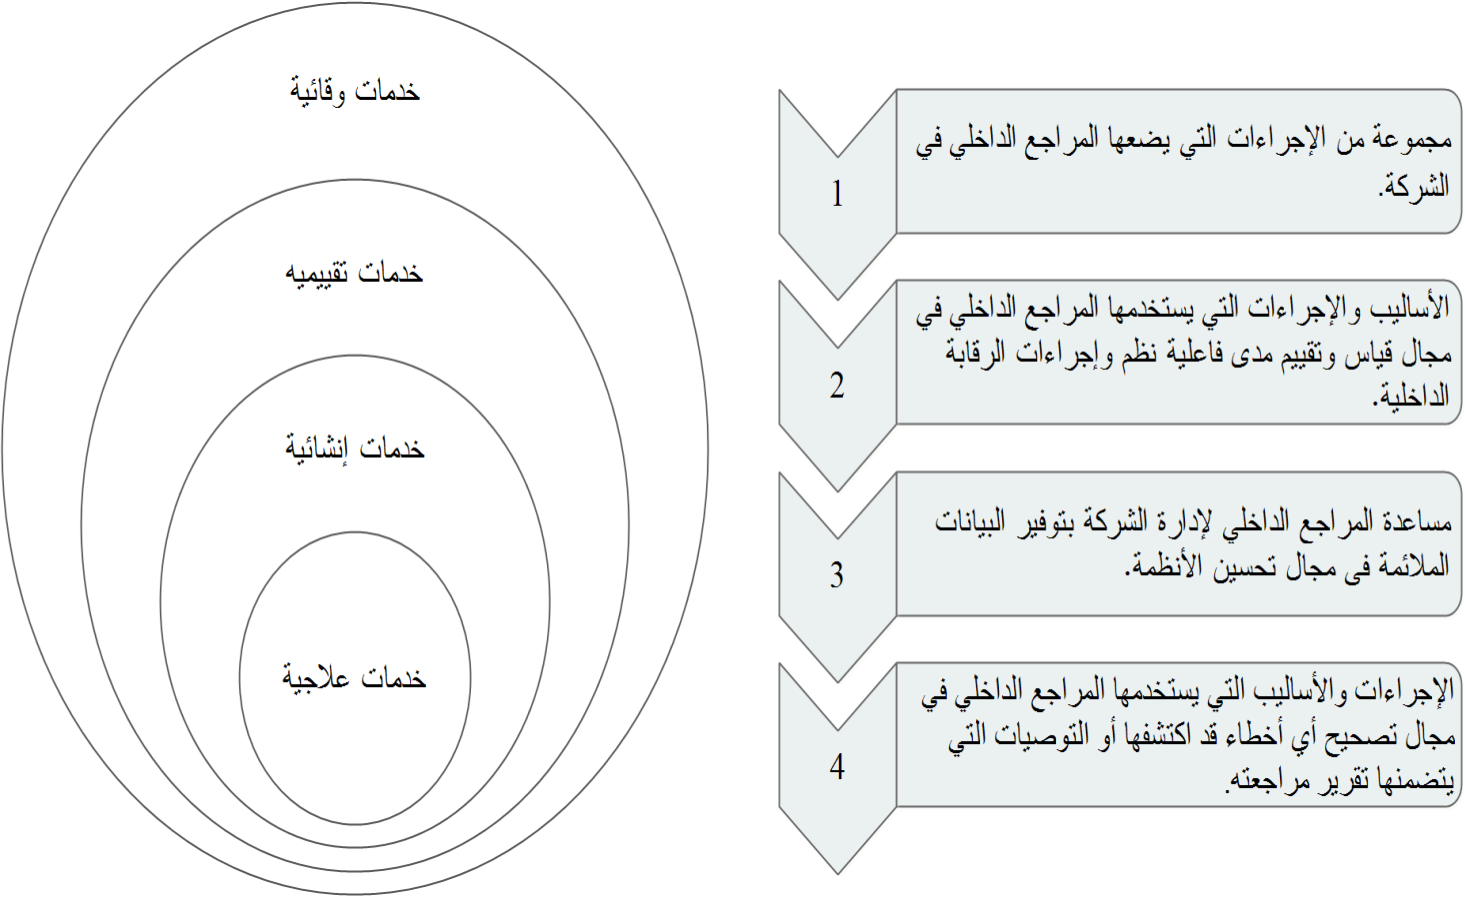 خدمات وقائية
خدمات تقييميه
خدمات إنشائية
خدمات علاجية
1
مجموعة من الإجراءات التي يضعها المراجع الداخلي في
الشركة.
2
الأساليب والإجراءات التي يستخدمها المراجع الداخلي في
مجال قياس وتقييم مدى فاعلية نظم وإجراءات الرقابة
الداخلية.
3
مساعدة المراجع الداخلي لإدارة الشركة بتوفير البيانات
الملائمة فى مجال تحسين الأنظمة.
4
الإجراءات والأساليب التي يستخدمها المراجع الداخلي في
مجال تصحيح أي أخطاء قد اكتشفها أو التوصيات التي
يتضمنها تقرير مراجعته.